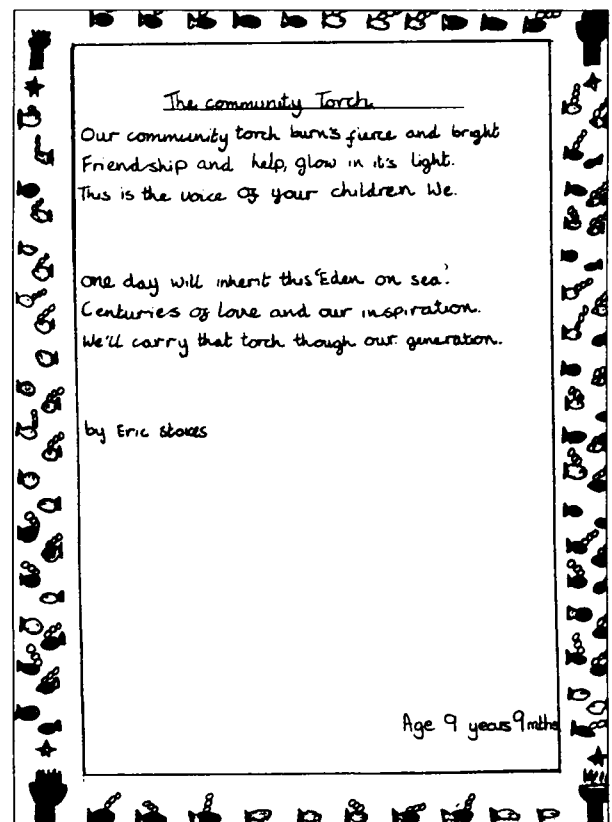 The community Torch
Our community torch burn's fierce and bright
Friendship and help, glow in it's light.
This is the voice of your children We.
one day will inherit this 'Eden on sea'.
Centuries of love and our inspiration.
We'll carry that torch though our generation.
by Eric Stokes
Age 9 years 9mths